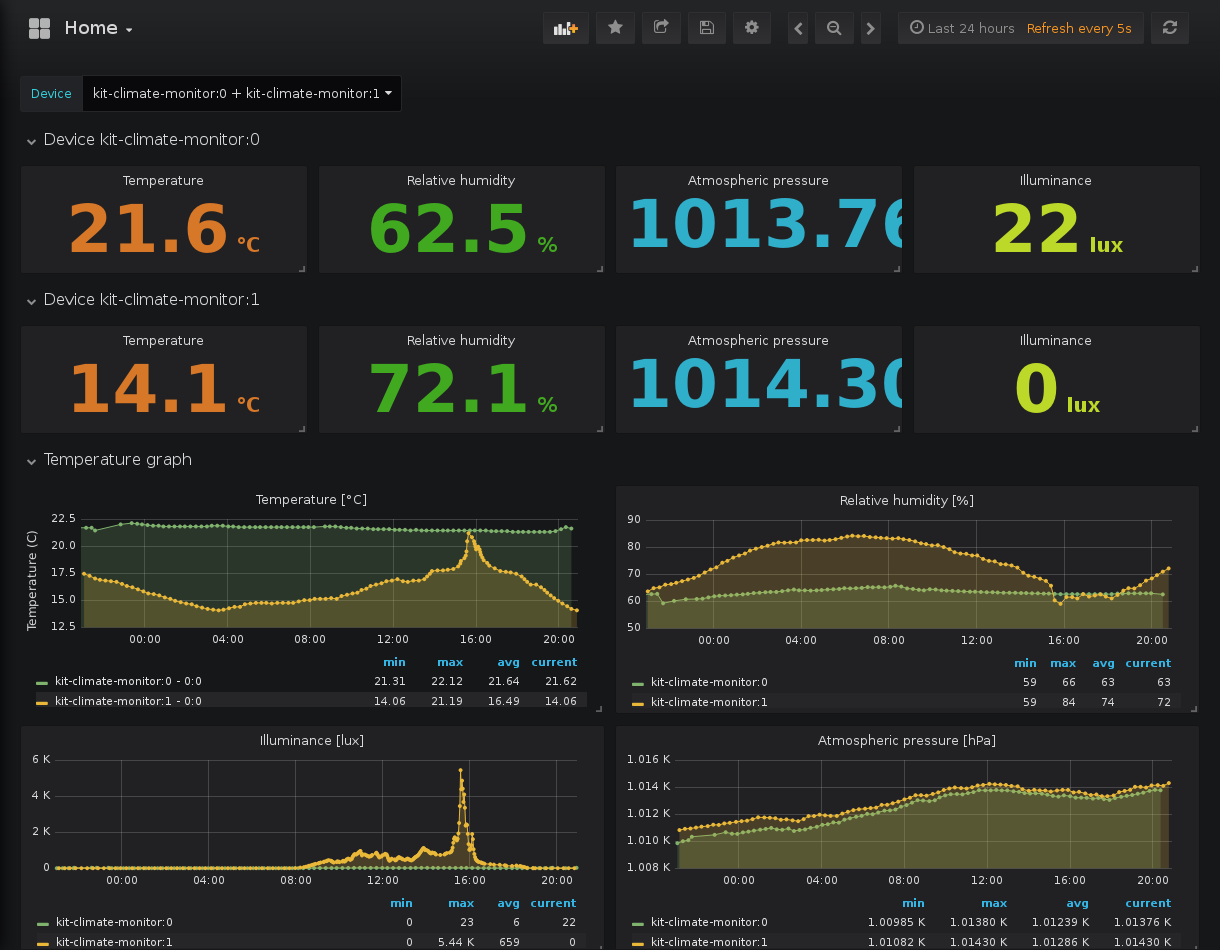 Home
Last 24 hours Refresh every 5s
Device kit-climate-monitor:0 + kit-climate-monitor:1
Device kit-climate-monitor:0
Temperature Relative humidity Atmospheric pressure Illuminance
21.6 °C 62.5 % 1013.76 22 lux
Device kit-climate-monitor:1
Temperature Relative humidity Atmospheric pressure Illuminance
14.1 °C 72.1 % 1014.30 0 lux
Temperature graph
Temperature [°C]
Temperature (C)
22.5
20.0
17.5
15.0
12.5
00:00 04:00 08:00 12:00 16:00 20:00
min max avg current
kit-climate-monitor:0 - 0:0 21.31 22.12 21.64 21.62
kit-climate-monitor:1 - 0:0 14.06 21.19 16.49 14.06
Relative humidity [%]
90
80
70
60
50
00:00 04:00 08:00 12:00 16:00 20:00
min max avg current
kit-climate-monitor:0 59 66 63 63
kit-climate-monitor:1 59 84 74 72
Illuminance [lux]
6 K
4 K
2 K
0
00:00 04:00 08:00 12:00 16:00 20:00
min max avg current
kit-climate-monitor:0 0 23 6 22
kit-climate-monitor:1 0 5.44 K 659 0
Atmospheric pressure [hPa]
1.016 K
1.014 K
1.012 K
1.010 K
1.008 K
00:00 04:00 08:00 12:00 16:00 20:00
min max avg current
kit-climate-monitor:0 1.00985 K 1.01380 K 1.01239 K 1.01376 K
kit-climate-monitor:1 1.01082 K 1.01430 K 1.01286 K 1.01430 K